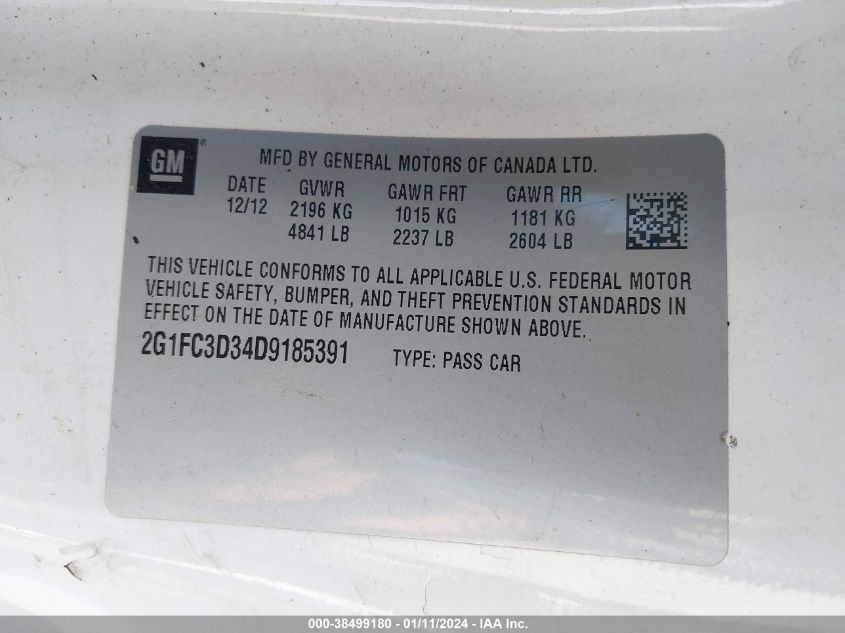 GM ®
MFD BY GENERAL MOTORS OF CANADA LTD.
DATE GVWR GAWR FRT GAWR RR
12/12 2196 KG 1015 KG 1181 KG
4841 LB 2237 LB 2604 LB
THIS VEHICLE CONFORMS TO ALL APPLICABLE U.S. FEDERAL MOTOR
VEHICLE SAFETY, BUMPER, AND THEFT PREVENTION STANDARDS IN
EFFECT ON THE DATE OF MANUFACTURE SHOWN ABOVE.
2G1FC3D34D9185391 TYPE: PASS CAR
000-38499180 - 01/11/2024 - IAA Inc.